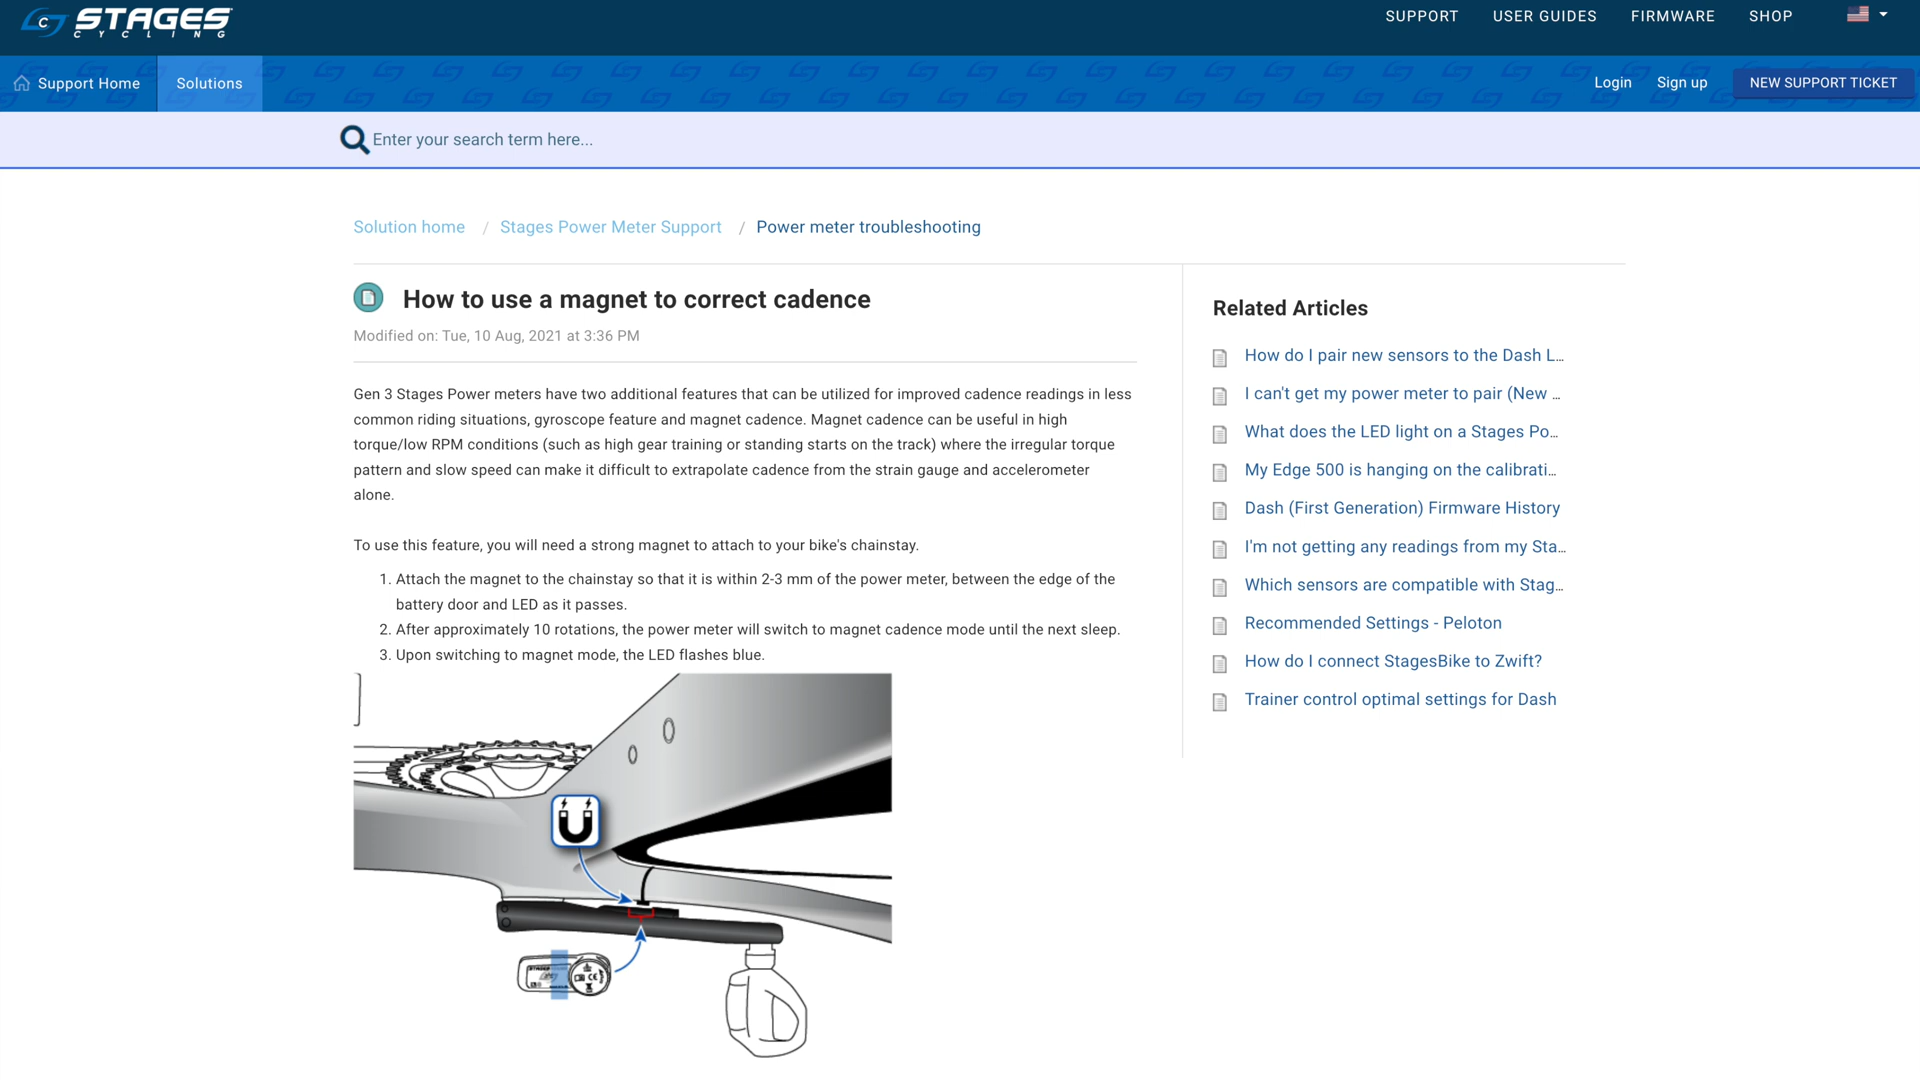 STAGES
CYCLING
SUPPORT
USER GUIDES
FIRMWARE
SHOP
Support Home
Solutions
Login
Sign up
NEW SUPPORT TICKET
Enter your search term here...
Solution home / Stages Power Meter Support / Power meter troubleshooting
How to use a magnet to correct cadence
Modified on: Tue, 10 Aug, 2021 at 3:36 PM
Gen 3 Stages Power meters have two additional features that can be utilized for improved cadence readings in less
common riding situations, gyroscope feature and magnet cadence. Magnet cadence can be useful in high
torque/low RPM conditions (such as high gear training or standing starts on the track) where the irregular torque
pattern and slow speed can make it difficult to extrapolate cadence from the strain gauge and accelerometer
alone.
To use this feature, you will need a strong magnet to attach to your bike's chainstay.
1. Attach the magnet to the chainstay so that it is within 2-3 mm of the power meter, between the edge of the
battery door and LED as it passes.
2. After approximately 10 rotations, the power meter will switch to magnet cadence mode until the next sleep.
3. Upon switching to magnet mode, the LED flashes blue.
STAGES
CE
Related Articles
How do I pair new sensors to the Dash L...
I can't get my power meter to pair (New ...
What does the LED light on a Stages Po...
My Edge 500 is hanging on the calibrati...
Dash (First Generation) Firmware History
I'm not getting any readings from my Sta...
Which sensors are compatible with Stag...
Recommended Settings - Peloton
How do I connect StagesBike to Zwift?
Trainer control optimal settings for Dash